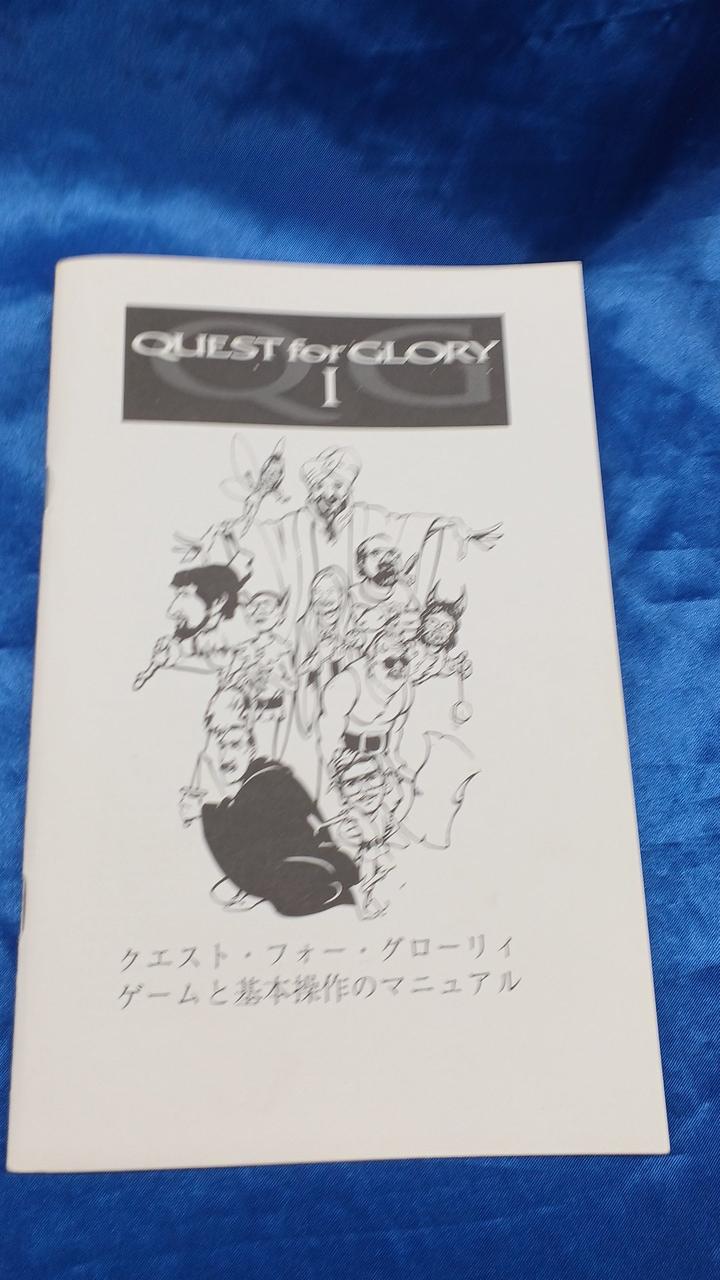 QUEST for GLORY
I
クエスト・フォー・グローリィ
ゲームと基本操作のマニュアル